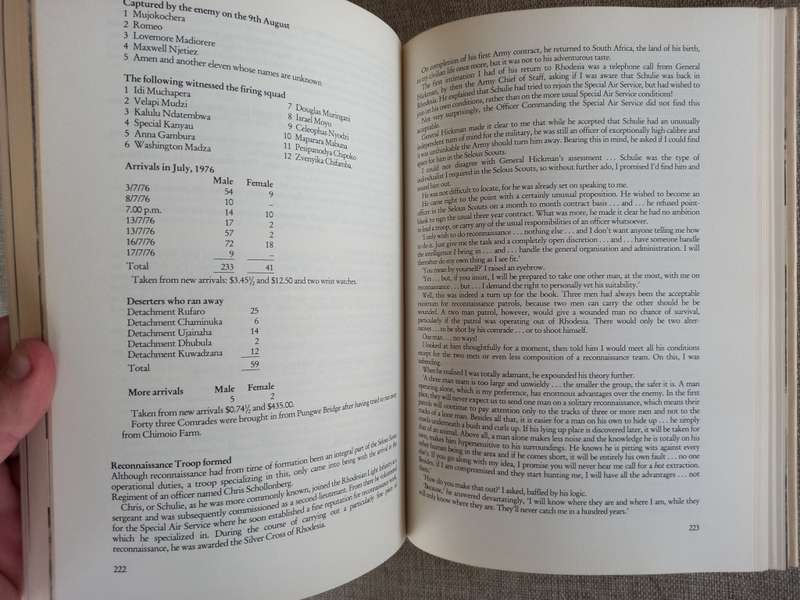 Captured by the enemy on the 9th August
1 Mujokochera
2 Romeo
3 Lovemore Madiorere
4 Maxwell Njetiez
5 Amen and another eleven whose names are unknown.
The following witnessed the firing squad
1 Idi Muchapera
2 Velapi Mudzi
3 Kalulu Ndatembwa
4 Special Kanyau
5 Anna Gambura
6 Washington Madza
7 Douglas Muringani
8 Israel Moyo
9 Celeophas Nyodzi
10 Maparara Mabuna
11 Pesipanodya Chapoko
12 Zvenyika Chifamba
Arrivals in July, 1976
Male Female
3/7/76 54 9
8/7/76 10 –
7.00 p.m. 14 10
13/7/76 17 2
13/7/76 57 2
16/7/76 72 18
17/7/76 9 –
Total 233 41
Taken from new arrivals: $3.45½ and $12.50 and two wrist watches.
Deserters who ran away
Detachment Rufaro 25
Detachment Chaminuka 6
Detachment Ujainaha 14
Detachment Dhubula 2
Detachment Kuwadzana 12
Total 59
More arrivals Male Female
5 2
Taken from new arrivals $0.74½ and $435.00.
Forty three Comrades were brought in from Pungwe Bridge after having tried to run away
from Chimoio Farm.
Reconnaissance Troop formed
Although reconnaissance had from time of formation been an integral part of the Selous Scouts
operational duties, a troop specializing in this, only came into being with the arrival in the
Regiment of an officer named Chris Schollenberg.
Chris, or Schulie, as he was more commonly known, joined the Rhodesian Light Infantry as a
sergeant and was subsequently commissioned as a second-lieutenant. From there he volunteered
for the Special Air Service where he soon established a fine reputation for reconnaissance work,
which he specialized in. During the course of carrying out a particularly fine piece of
reconnaissance, he was awarded the Silver Cross of Rhodesia.
222
On completion of his first Army contract, he returned to South Africa, the land of his birth,
to try civilian life once more, but it was not to his adventurous taste.
The first intimation I had of his return to Rhodesia was a telephone call from General
Hickman, by then the Army Chief of Staff, asking if I was aware that Schulie was back in
Rhodesia. He explained that Schulie had tried to rejoin the Special Air Service, but had wished to
join on his own conditions, rather than on the more usual Special Air Service conditions!
Not very surprisingly, the Officer Commanding the Special Air Service did not find this
acceptable.
General Hickman made it clear to me that while he accepted that Schulie had an unusually
independent turn of mind for the military, he was still an officer of exceptionally high calibre and
it was unthinkable the Army should turn him away. Bearing this in mind, he asked if I could find
space for him in the Selous Scouts.
I could not disagree with General Hickman's assessment . . . Schulie was the type of
individualist I required in the Selous Scouts, so without further ado, I promised I'd find him and
sound him out.
He was not difficult to locate, for he was already set on speaking to me.
He came right to the point with a certainly unusual proposition. He wished to become an
officer in the Selous Scouts on a month to month contract basis . . . and . . . he refused point-
blank to sign the usual three year contract. What was more, he made it clear he had no ambition
to lead a troop, or carry any of the usual responsibilities of an officer whatsoever.
'I only wish to do reconnaissance . . . nothing else . . . and I don't want anyone telling me how
to do it. Just give me the task and a completely open discretion . . . and . . . have someone handle
the intelligence I bring in . . . and . . . handle the general organisation and administration. I will
thereafter do my own thing as I see fit.'
'You mean by yourself?' I raised an eyebrow.
'Yes . . . but, if you insist, I will be prepared to take one other man, at the most, with me on
reconnaissance . . . but . . . I demand the right to personally vet his suitability.'
Well, this was indeed a turn up for the book. Three men had always been the acceptable
minimum for reconnaissance patrols, because two men can carry the other should he be
wounded. A two man patrol, however, would give a wounded man no chance of survival,
particularly if the patrol was operating out of Rhodesia. There would only be two alter-
natives . . . to be shot by his comrade . . . or to shoot himself.
One man . . . no ways!
I looked at him thoughtfully for a moment, then told him I would meet all his conditions
except for the two men or even less composition of a reconnaissance team. On this, I was
unbending.
When he realised I was totally adamant, he expounded his theory further.
'A three man team is too large and unwieldy . . . the smaller the group, the safer it is. A man
operating alone, which is my preference, has enormous advantages over the enemy. In the first
place, they will never expect us to send one man on a solitary reconnaissance, which means their
patrols will continue to pay attention only to the tracks of three or more men and not to the
tracks of a lone man. Besides all that, it is easier for a man on his own to hide up . . . he simply
crawls underneath a bush and curls up. If his lying up place is discovered later, it will be taken for
that of an animal. Above all, a man alone makes less noise and the knowledge he is totally on his
own, makes him hypersensitive to his surroundings. He knows he is pitting wits against every
other human being in the area and if he comes short, it will be entirely his own fault . . . no one
else's. If you go along with my idea, I promise you will never hear me call for a hot extraction.
Besides, if I am compromised and they start hunting me, I will have all the advantages . . . not
them.'
'How do you make that out?' I asked, baffled by his logic.
'Because,' he answered devastatingly, 'I will know where they are and where I am, while they
will only know where they are. They'll never catch me in a hundred years.'
223